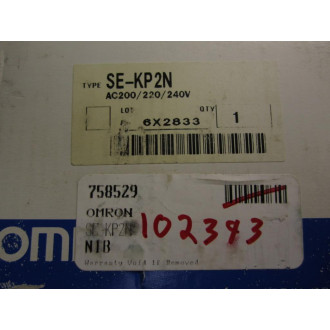 TYPE SE-KP2N
AC200/220/240V
LOT QTY
6X2833 1
758529
OMRON
SE-KP2N
102393
NIB
Warranty Void If Removed
om